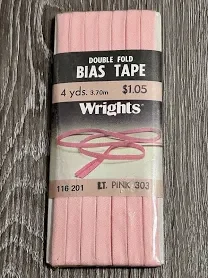 DOUBLE FOLD
BIAS TAPE
4 yds. 3.70m $1.05
Wrights®
116 201 LT. PINK 303